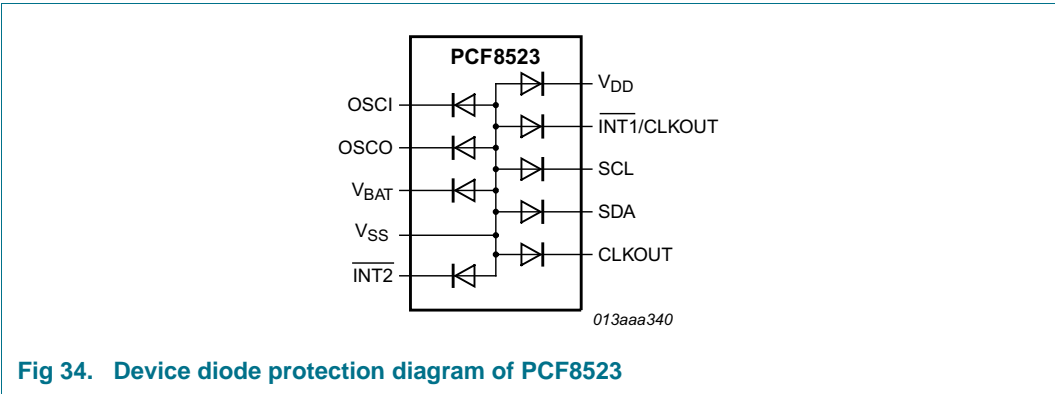 PCF8523
OSCI
OSCO
VBAT
VSS
INT2
VDD
INT1/CLKOUT
SCL
SDA
CLKOUT
013aaa340
Fig 34. Device diode protection diagram of PCF8523